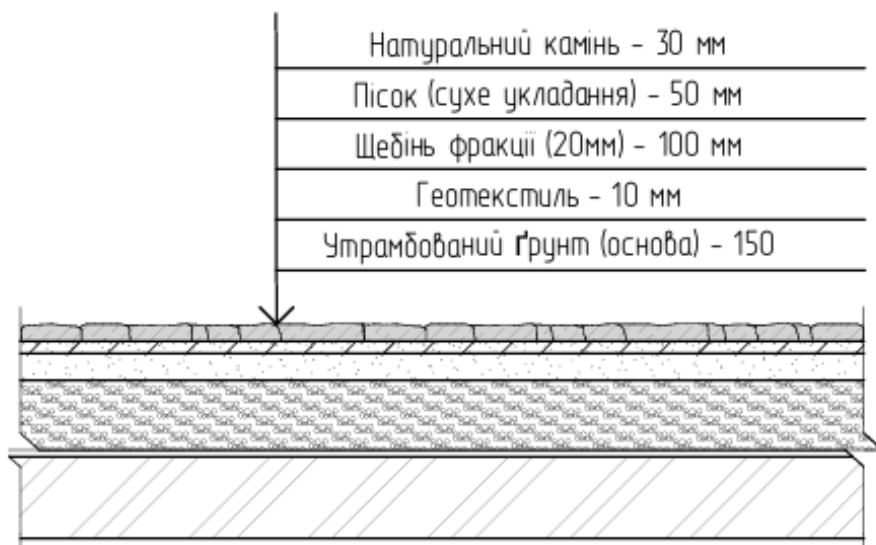 Натуральний камінь – 30 мм
Пісок (сухе укладання) – 50 мм
Щебінь фракції (20мм) – 100 мм
Геотекстиль – 10 мм
Утрамбований ґрунт (основа) – 150